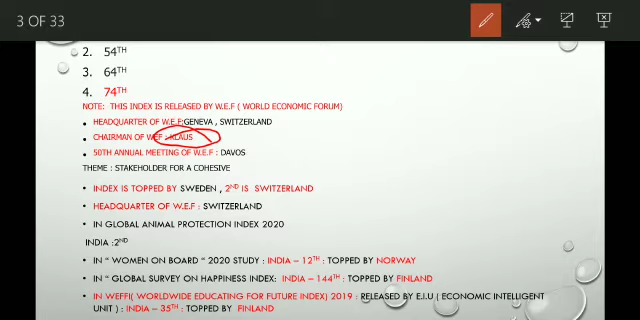 3 OF 33
2. 54TH
3. 64TH
4. 74TH
NOTE: THIS INDEX IS RELEASED BY W.E.F ( WORLD ECONOMIC FORUM)
• HEADQUARTER OF W.E.F:GENEVA , SWITZERLAND
• CHAIRMAN OF WEF : KLAUS
• 50TH ANNUAL MEETING OF W.E.F : DAVOS
THEME : STAKEHOLDER FOR A COHESIVE
• INDEX IS TOPPED BY SWEDEN , 2ND IS SWITZERLAND
• HEADQUARTER OF W.E.F : SWITZERLAND
• IN GLOBAL ANIMAL PROTECTION INDEX 2020
INDIA :2ND
• IN " WOMEN ON BOARD " 2020 STUDY : INDIA – 12TH : TOPPED BY NORWAY
• IN " GLOBAL SURVEY ON HAPPINESS INDEX: INDIA – 144TH : TOPPED BY FINLAND
• IN WEFFI( WORLDWIDE EDUCATING FOR FUTURE INDEX) 2019 : RELEASED BY E.I.U ( ECONOMIC INTELLIGENT
UNIT ) : INDIA – 35TH : TOPPED BY FINLAND